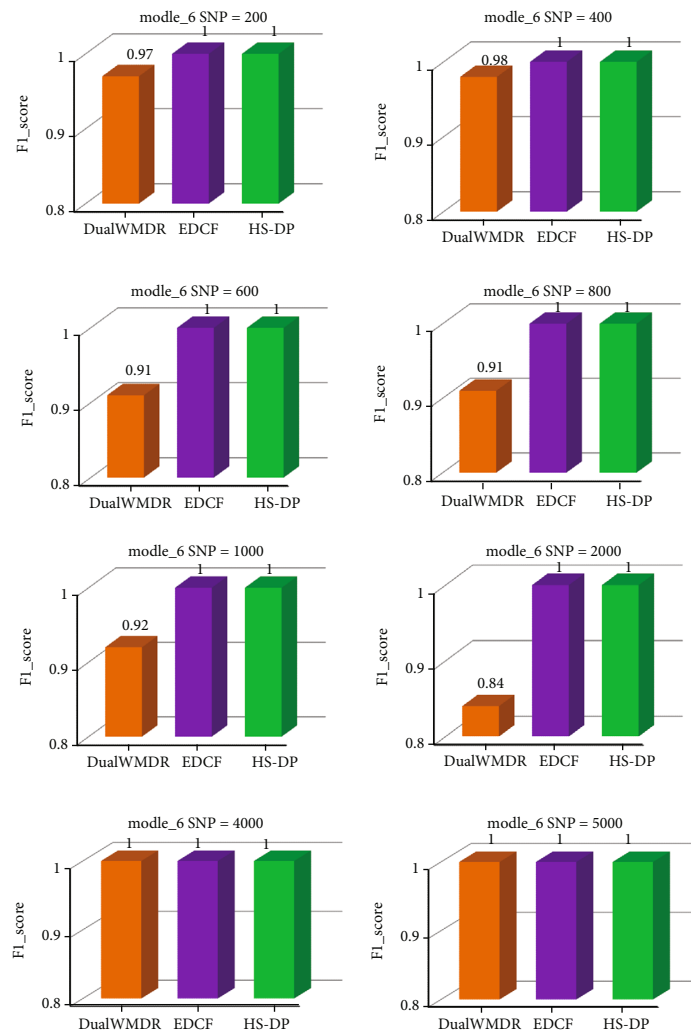 modle_6 SNP = 200
1
0.9
0.8
F1_score
0.97
1
1
DualWMDR
EDCF
HS-DP
modle_6 SNP = 400
1
0.9
0.8
F1_score
0.98
1
1
DualWMDR
EDCF
HS-DP
modle_6 SNP = 600
1
0.9
0.8
F1_score
0.91
1
1
DualWMDR
EDCF
HS-DP
modle_6 SNP = 800
1
0.9
0.8
F1_score
0.91
1
1
DualWMDR
EDCF
HS-DP
modle_6 SNP = 1000
1
0.9
0.8
F1_score
0.92
1
1
DualWMDR
EDCF
HS-DP
modle_6 SNP = 2000
1
0.9
0.8
F1_score
0.84
1
1
DualWMDR
EDCF
HS-DP
modle_6 SNP = 4000
1
0.9
0.8
F1_score
1
1
1
DualWMDR
EDCF
HS-DP
modle_6 SNP = 5000
1
0.9
0.8
F1_score
1
1
1
DualWMDR
EDCF
HS-DP